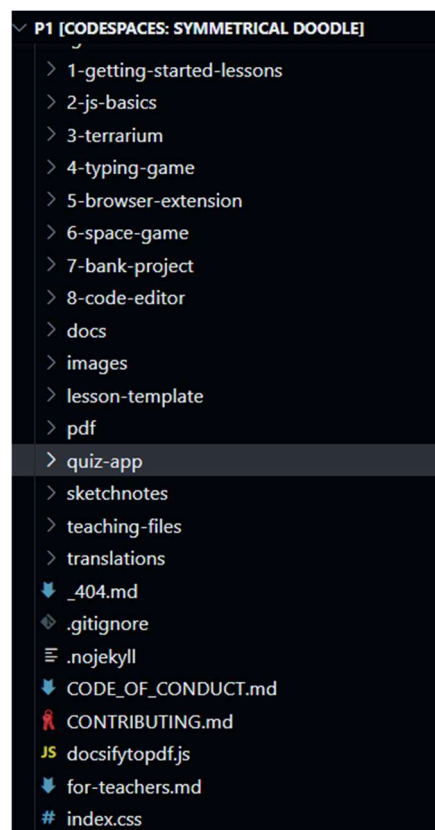 P1 [CODESPACES: SYMMETRICAL DOODLE]
1-getting-started-lessons
2-js-basics
3-terrarium
4-typing-game
5-browser-extension
6-space-game
7-bank-project
8-code-editor
docs
images
lesson-template
pdf
quiz-app
sketchnotes
teaching-files
translations
_404.md
.gitignore
.nojekyll
CODE_OF_CONDUCT.md
CONTRIBUTING.md
JS docsifytopdf.js
for-teachers.md
# index.css